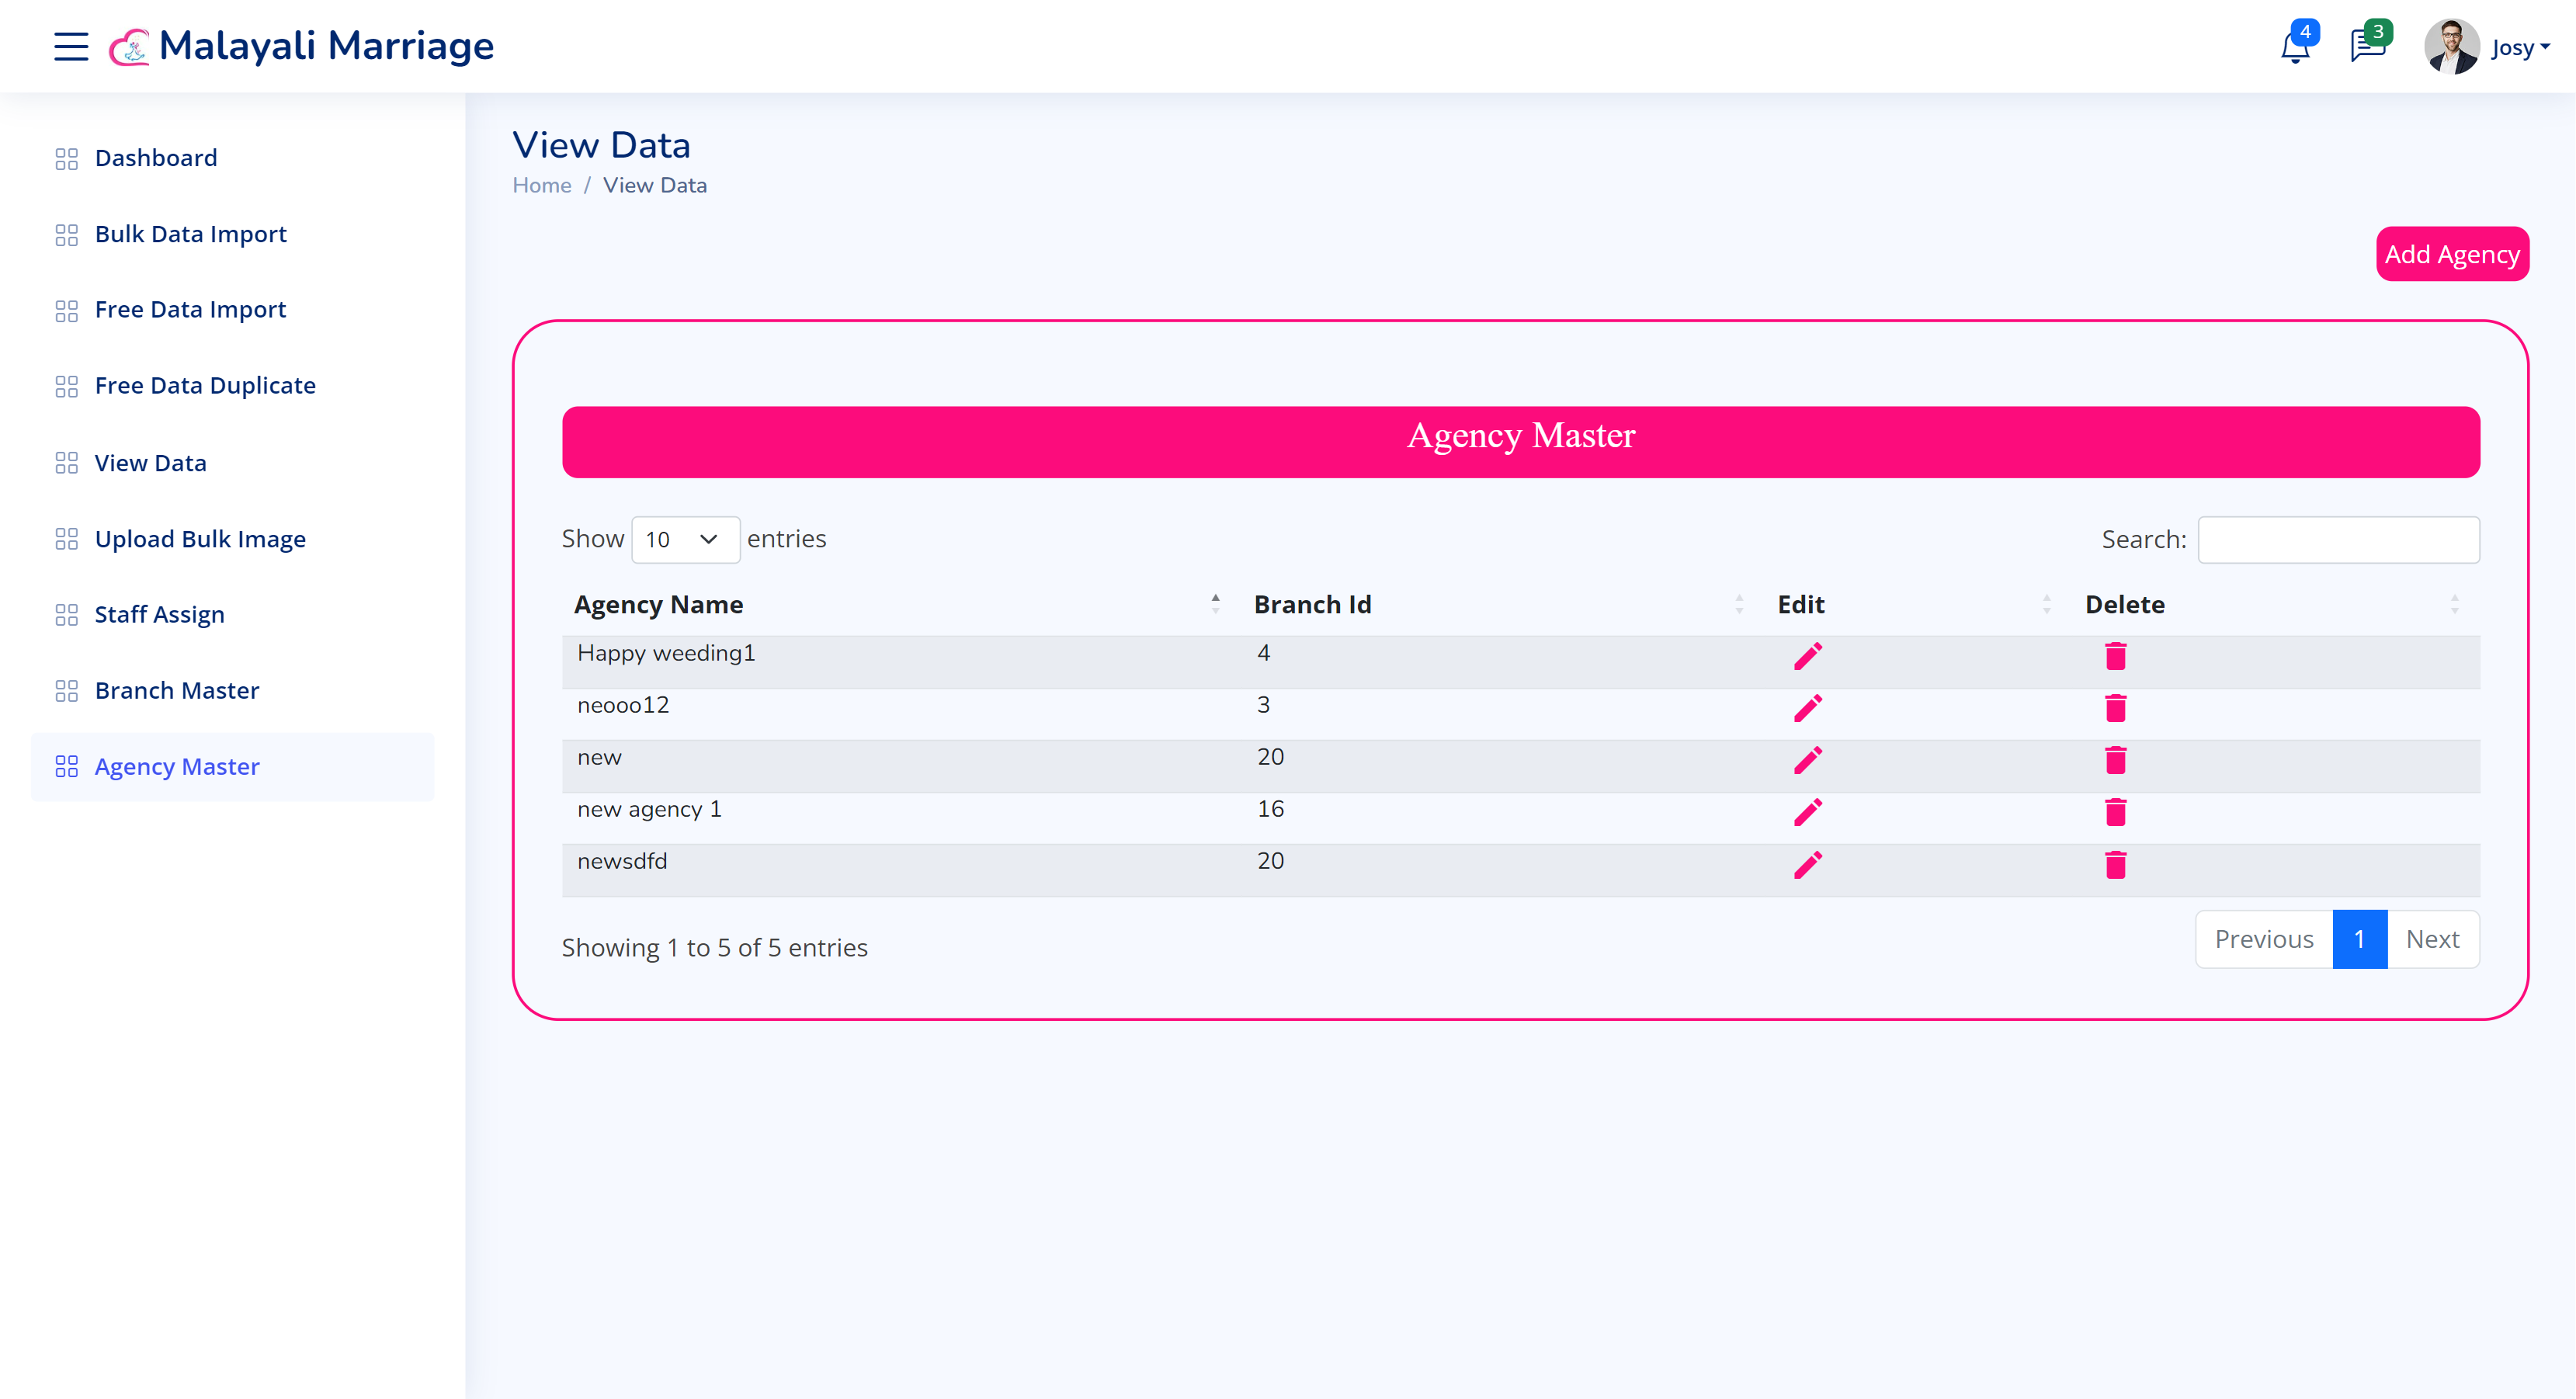 Malayali Marriage
4
3
Josy
Dashboard
Bulk Data Import
Free Data Import
Free Data Duplicate
View Data
Upload Bulk Image
Staff Assign
Branch Master
Agency Master
View Data
Home / View Data
Add Agency
Agency Master
Show 10 entries
Search:
Agency Name Branch Id Edit Delete
Happy weeding1 4
neooo12 3
new 20
new agency 1 16
newsdfd 20
Showing 1 to 5 of 5 entries
Previous 1 Next